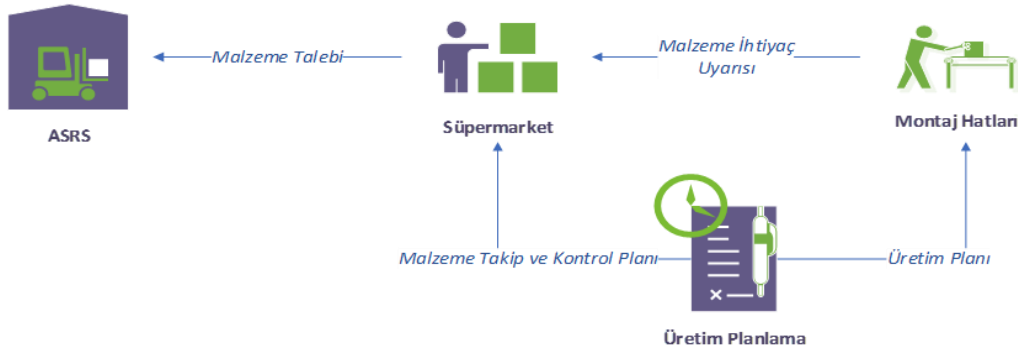 Malzeme Talebi
Malzeme İhtiyaç
Uyarısı
ASRS
Süpermarket
Montaj Hatları
Malzeme Takip ve Kontrol Planı
Üretim Planı
Üretim Planlama